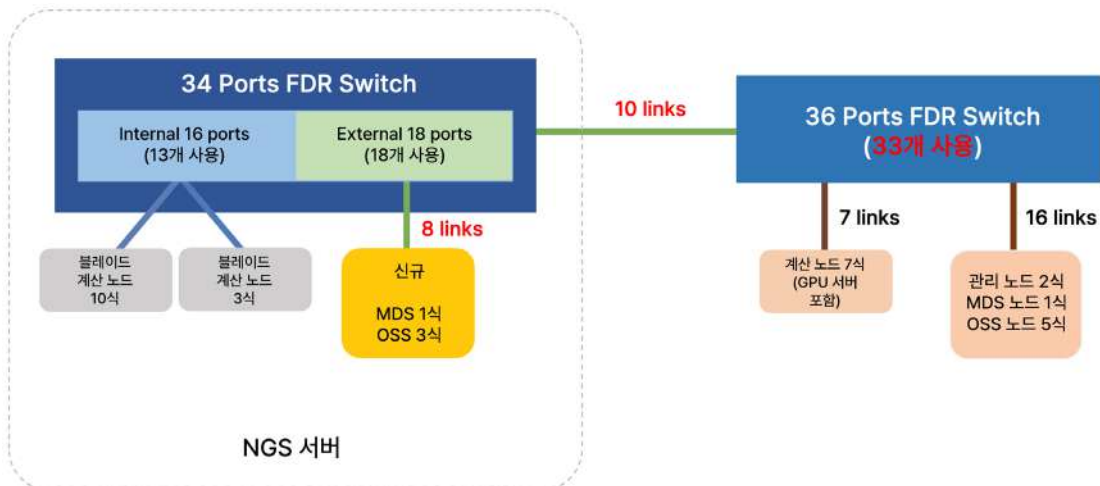 34 Ports FDR Switch
Internal 16 ports
(13개 사용)
External 18 ports
(18개 사용)
10 links
36 Ports FDR Switch
(33개 사용)
8 links
7 links
16 links
블레이드
계산 노드
10식
블레이드
계산 노드
3식
신규
MDS 1식
OSS 3식
계산 노드 7식
(GPU 서버
포함)
관리 노드 2식
MDS 노드 1식
OSS 노드 5식
NGS 서버